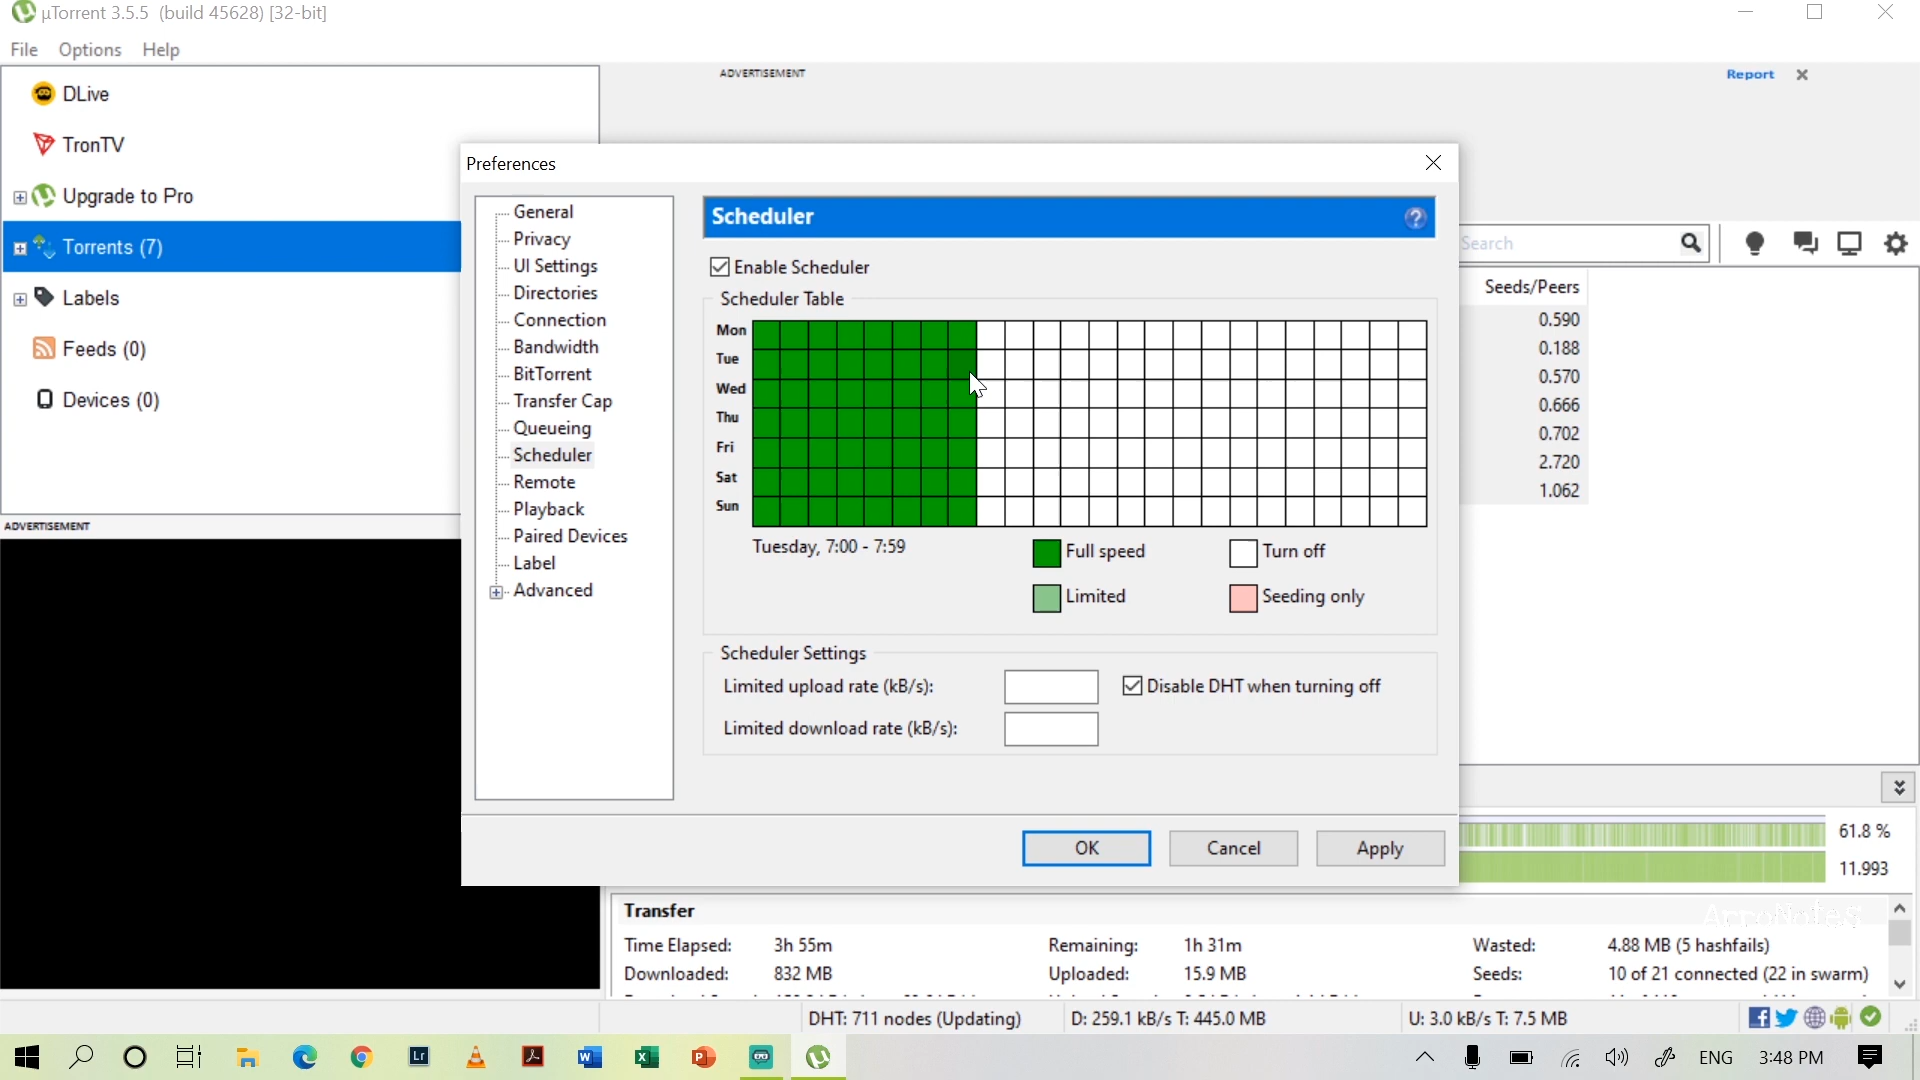 µTorrent 3.5.5 (build 45628) [32-bit]
File Options Help
DLive
TronTV
Upgrade to Pro
Torrents (7)
Labels
Feeds (0)
Devices (0)
ADVERTISEMENT
ADVERTISEMENT
Report
Search
Seeds/Peers
0.590
0.188
0.570
0.666
0.702
2.720
1.062
Preferences
General
Privacy
UI Settings
Directories
Connection
Bandwidth
BitTorrent
Transfer Cap
Queueing
Scheduler
Remote
Playback
Paired Devices
Label
Advanced
Scheduler
Enable Scheduler
Scheduler Table
Mon
Tue
Wed
Thu
Fri
Sat
Sun
Tuesday, 7:00 - 7:59
Full speed
Turn off
Limited
Seeding only
Scheduler Settings
Limited upload rate (kB/s):
Disable DHT when turning off
Limited download rate (kB/s):
OK Cancel Apply
61.8 %
11.993
Transfer
Time Elapsed: 3h 55m Remaining: 1h 31m Wasted: 4.88 MB (5 hashfails)
Downloaded: 832 MB Uploaded: 15.9 MB Seeds: 10 of 21 connected (22 in swarm)
DHT: 711 nodes (Updating) D: 259.1 kB/s T: 445.0 MB U: 3.0 kB/s T: 7.5 MB
Lr
ENG 3:48 PM